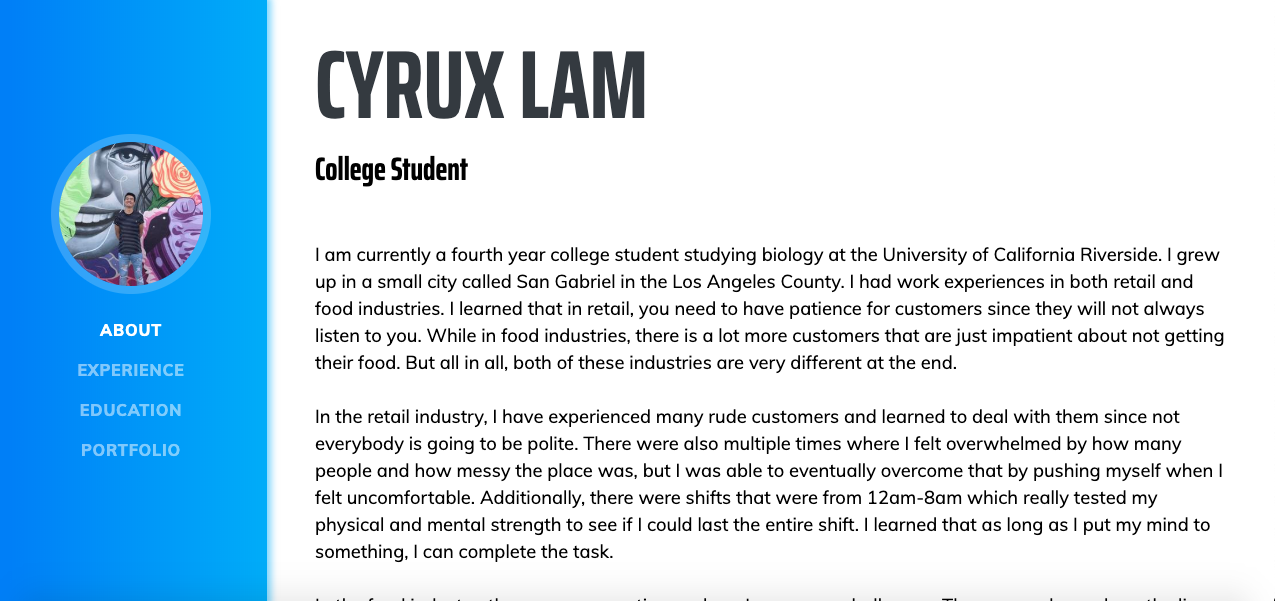 CYRUX LAM
College Student
ABOUT
EXPERIENCE
EDUCATION
PORTFOLIO
I am currently a fourth year college student studying biology at the University of California Riverside. I grew
up in a small city called San Gabriel in the Los Angeles County. I had work experiences in both retail and
food industries. I learned that in retail, you need to have patience for customers since they will not always
listen to you. While in food industries, there is a lot more customers that are just impatient about not getting
their food. But all in all, both of these industries are very different at the end.
In the retail industry, I have experienced many rude customers and learned to deal with them since not
everybody is going to be polite. There were also multiple times where I felt overwhelmed by how many
people and how messy the place was, but I was able to eventually overcome that by pushing myself when I
felt uncomfortable. Additionally, there were shifts that were from 12am-8am which really tested my
physical and mental strength to see if I could last the entire shift. I learned that as long as I put my mind to
something, I can complete the task.